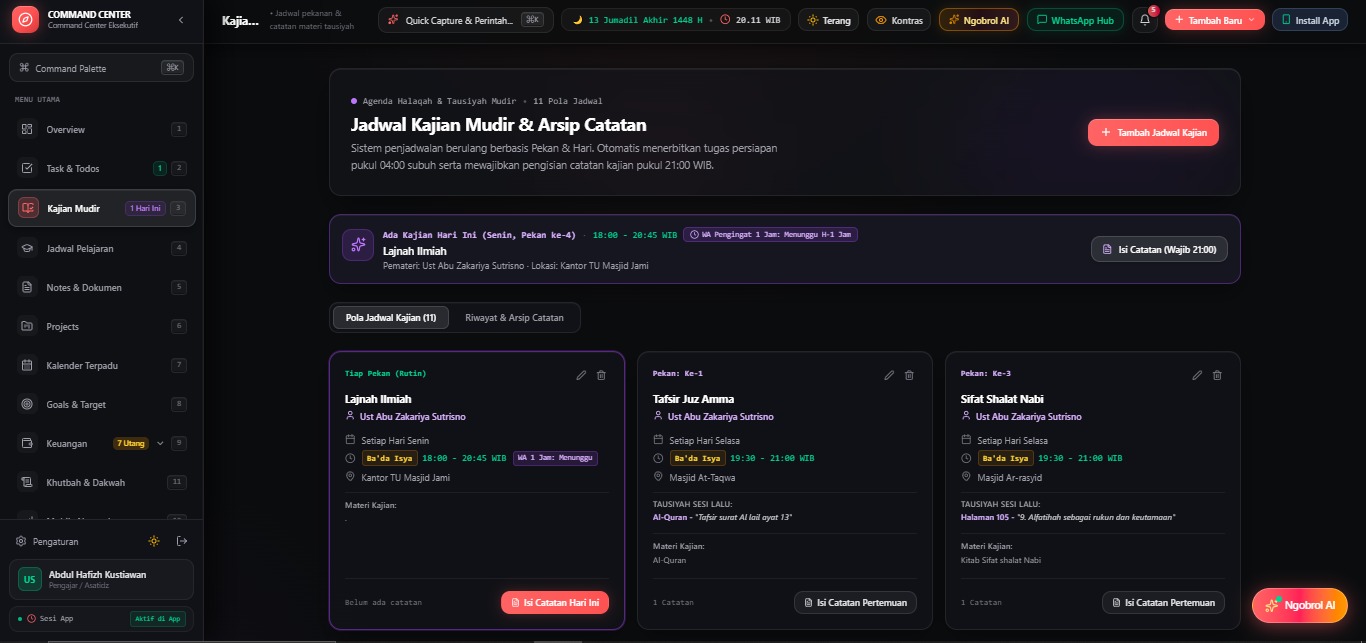 COMMAND CENTER
Command Center Eksekutif
Command Palette ⌘K
MENU UTAMA
Overview 1
Task & Todos 1 2
Kajian Mudir 1 Hari Ini 3
Jadwal Pelajaran 4
Notes & Dokumen 5
Projects 6
Kalender Terpadu 7
Goals & Target 8
Keuangan 7 Utang 9
Khutbah & Dakwah 11
Pengaturan
US
Abdul Hafizh Kustiawan
Pengajar / Asatidz
Sesi App Aktif di App
Kajia...
• Jadwal pekanan &
catatan materi tausiyah
Quick Capture & Perintah... ⌘K
13 Jumadil Akhir 1448 H • 20.11 WIB
Terang
Kontras
Ngobrol AI
WhatsApp Hub
5
+ Tambah Baru
Install App
Agenda Halaqah & Tausiyah Mudir • 11 Pola Jadwal
Jadwal Kajian Mudir & Arsip Catatan
Sistem penjadwalan berulang berbasis Pekan & Hari. Otomatis menerbitkan tugas persiapan
pukul 04:00 subuh serta mewajibkan pengisian catatan kajian pukul 21:00 WIB.
+ Tambah Jadwal Kajian
Ada Kajian Hari Ini (Senin, Pekan ke-4) · 18:00 - 20:45 WIB WA Pengingat 1 Jam: Menunggu H-1 Jam
Lajnah Ilmiah
Pemateri: Ust Abu Zakariya Sutrisno · Lokasi: Kantor TU Masjid Jami
Isi Catatan (Wajib 21:00)
Pola Jadwal Kajian (11)
Riwayat & Arsip Catatan
Tiap Pekan (Rutin)
Lajnah Ilmiah
Ust Abu Zakariya Sutrisno
Setiap Hari Senin
Ba'da Isya 18:00 - 20:45 WIB WA 1 Jam: Menunggu
Kantor TU Masjid Jami
Materi Kajian:
.
Belum ada catatan
Isi Catatan Hari Ini
Pekan: Ke-1
Tafsir Juz Amma
Ust Abu Zakariya Sutrisno
Setiap Hari Selasa
Ba'da Isya 19:30 - 21:00 WIB
Masjid At-Taqwa
TAUSIYAH SESI LALU:
Al-Quran - "Tafsir surat Al lail ayat 13"
Materi Kajian:
Al-Quran
1 Catatan
Isi Catatan Pertemuan
Pekan: Ke-3
Sifat Shalat Nabi
Ust Abu Zakariya Sutrisno
Setiap Hari Selasa
Ba'da Isya 19:30 - 21:00 WIB
Masjid Ar-rasyid
TAUSIYAH SESI LALU:
Halaman 105 - "9. Alfatihah sebagai rukun dan keutamaan"
Materi Kajian:
Kitab Sifat shalat Nabi
1 Catatan
Isi Catatan Pertemuan
Ngobrol AI